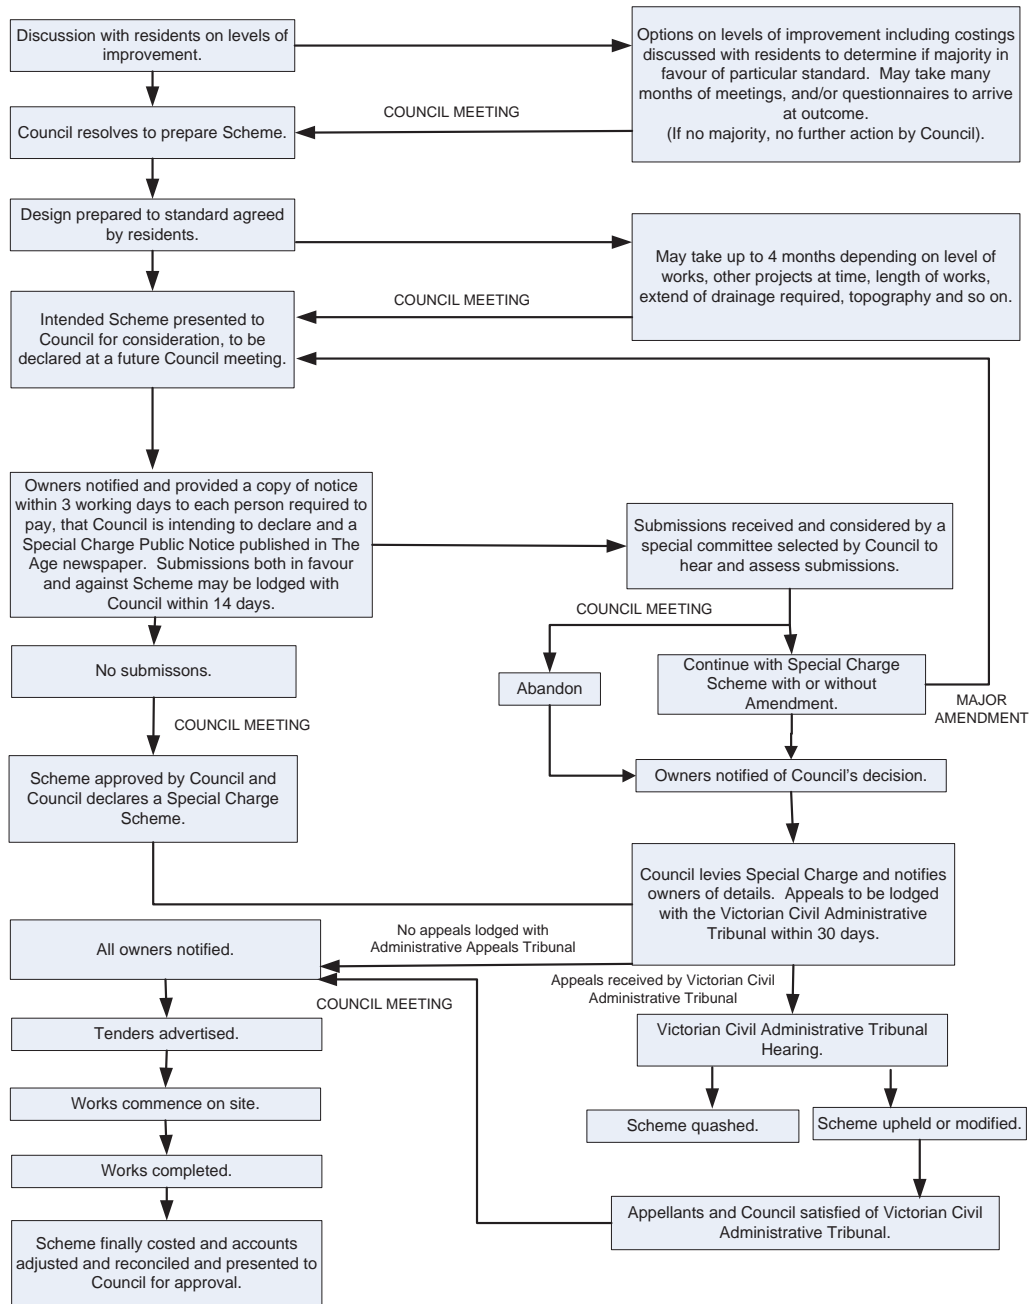 Discussion with residents on levels of
improvement.
Options on levels of improvement including costings
discussed with residents to determine if majority in
favour of particular standard.  May take many
months of meetings, and/or questionnaires to arrive
at outcome.
(If no majority, no further action by Council).
COUNCIL MEETING
Council resolves to prepare Scheme.
Design prepared to standard agreed
by residents.
May take up to 4 months depending on level of
works, other projects at time, length of works,
extend of drainage required, topography and so on.
COUNCIL MEETING
Intended Scheme presented to
Council for consideration, to be
declared at a future Council meeting.
Owners notified and provided a copy of notice
within 3 working days to each person required to
pay, that Council is intending to declare and a
Special Charge Public Notice published in The
Age newspaper.  Submissions both in favour
and against Scheme may be lodged with
Council within 14 days.
Submissions received and considered by a
special committee selected by Council to
hear and assess submissions.
COUNCIL MEETING
No submissons.
Abandon
Continue with Special Charge
Scheme with or without
Amendment.
MAJOR
AMENDMENT
COUNCIL MEETING
Scheme approved by Council and
Council declares a Special Charge
Scheme.
Owners notified of Council's decision.
Council levies Special Charge and notifies
owners of details.  Appeals to be lodged
with the Victorian Civil Administrative
Tribunal within 30 days.
No appeals lodged with
Administrative Appeals Tribunal
All owners notified.
Appeals received by Victorian Civil
Administrative Tribunal
COUNCIL MEETING
Tenders advertised.
Victorian Civil Administrative Tribunal
Hearing.
Works commence on site.
Scheme quashed.
Scheme upheld or modified.
Works completed.
Appellants and Council satisfied of Victorian Civil
Administrative Tribunal.
Scheme finally costed and accounts
adjusted and reconciled and presented to
Council for approval.